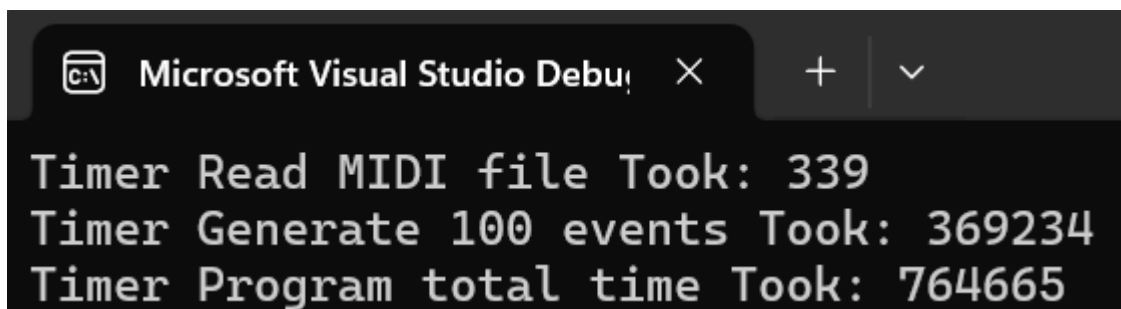 Microsoft Visual Studio Debu
Timer Read MIDI file Took: 339
Timer Generate 100 events Took: 369234
Timer Program total time Took: 764665